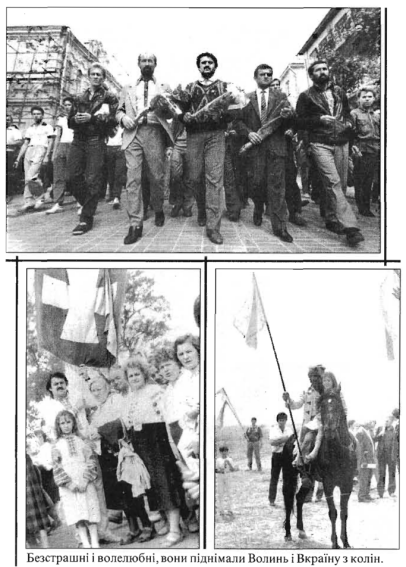 Безстрашні і волелюбні, вони піднімали Волинь і Вкраїну з колін.